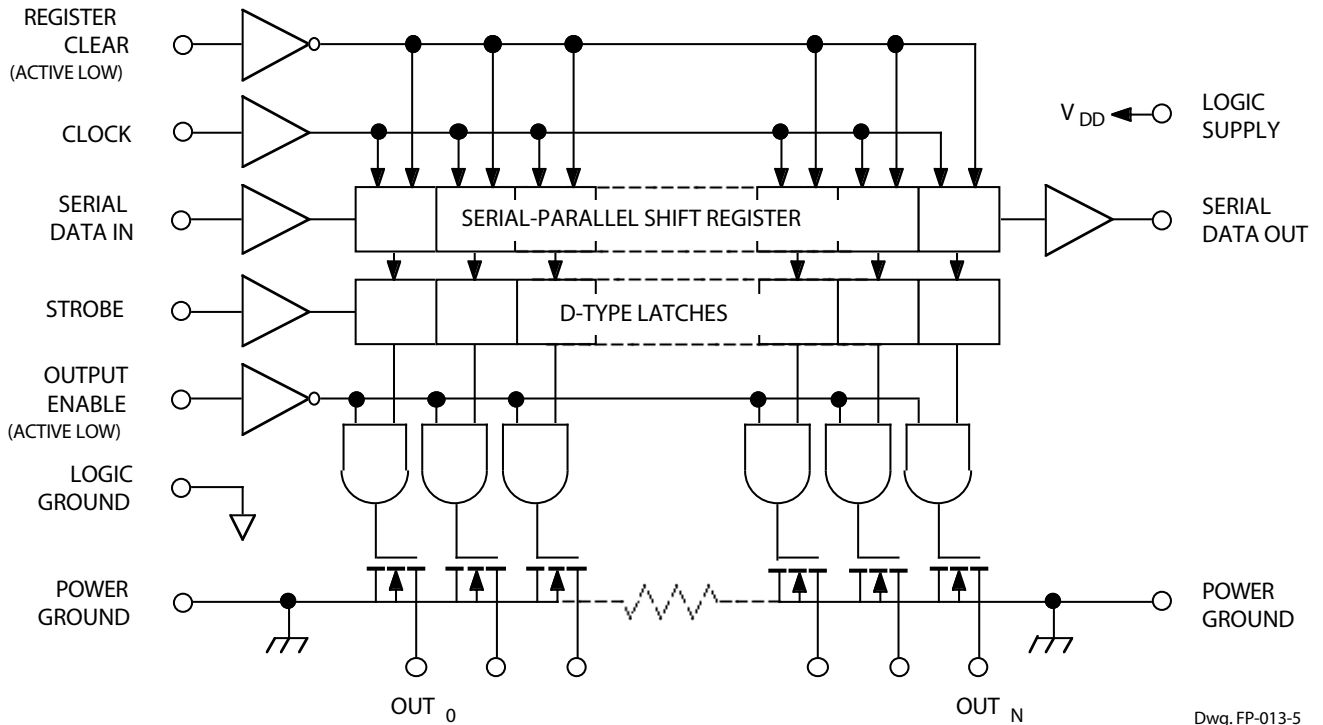 REGISTER
CLEAR
(ACTIVE LOW)
CLOCK
V DD
LOGIC
SUPPLY
SERIAL
DATA IN
SERIAL-PARALLEL SHIFT REGISTER
SERIAL
DATA OUT
STROBE
D-TYPE LATCHES
OUTPUT
ENABLE
(ACTIVE LOW)
LOGIC
GROUND
POWER
GROUND
POWER
GROUND
OUT 0
OUT N
Dwg. FP-013-5